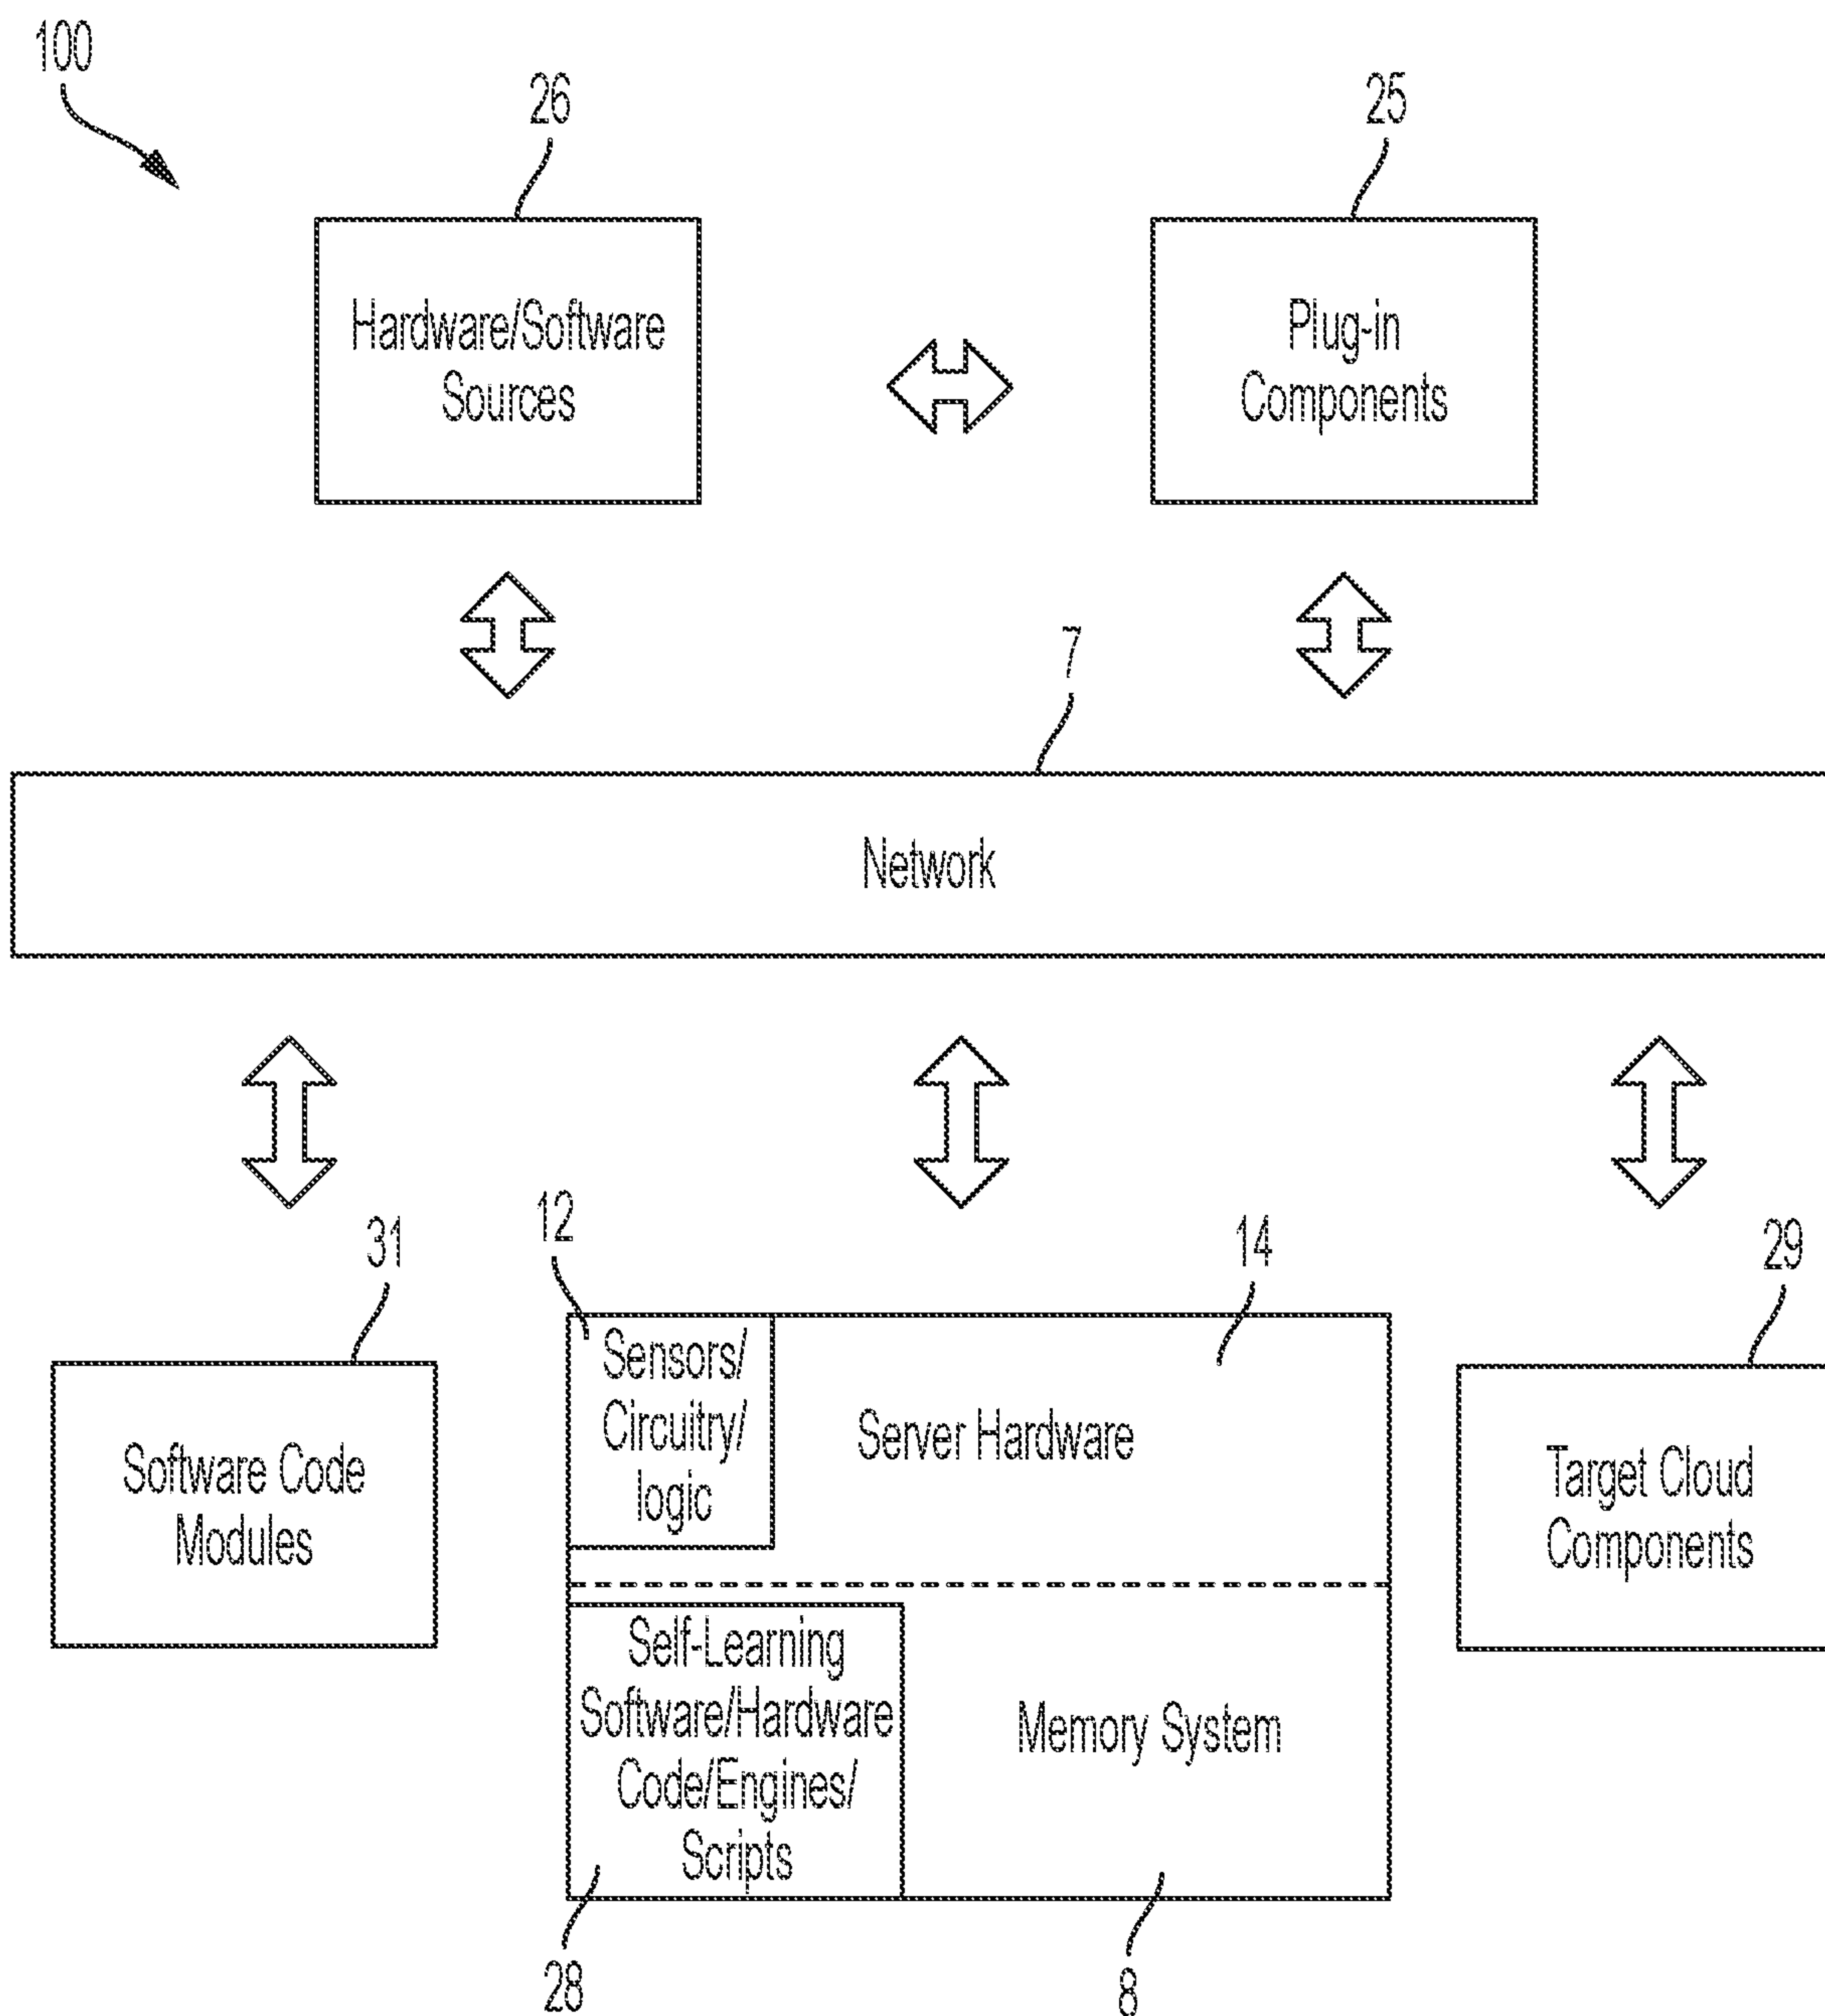 100
26
25
Hardware/Software
Sources
Plug-in
Components
7
Network
31
12
14
29
Software Code
Modules
Sensors/
Circuitry/
logic
Server Hardware
Target Cloud
Components
Self-Learning
Software/Hardware
Code/Engines/
Scripts
Memory System
28
8